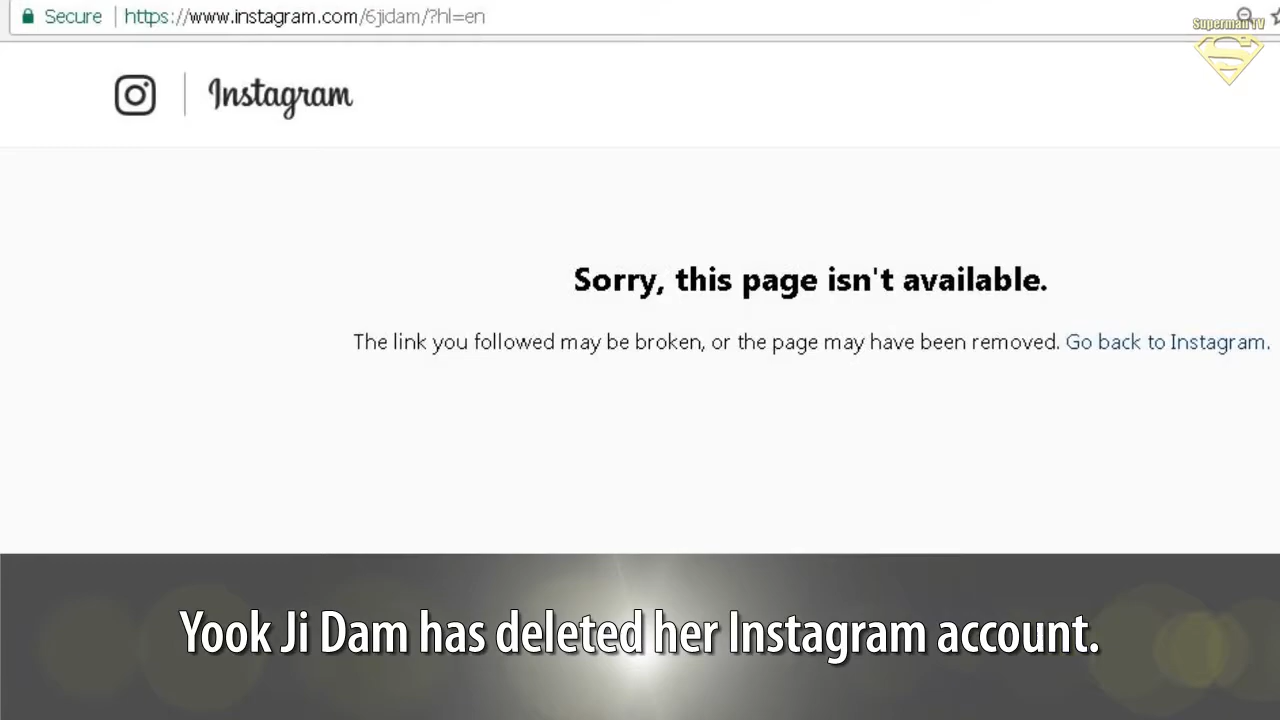 Secure | https://www.instagram.com/6jidam/?hl=en
Superman TV
Instagram
Sorry, this page isn't available.
The link you followed may be broken, or the page may have been removed. Go back to Instagram.
Yook Ji Dam has deleted her Instagram account.